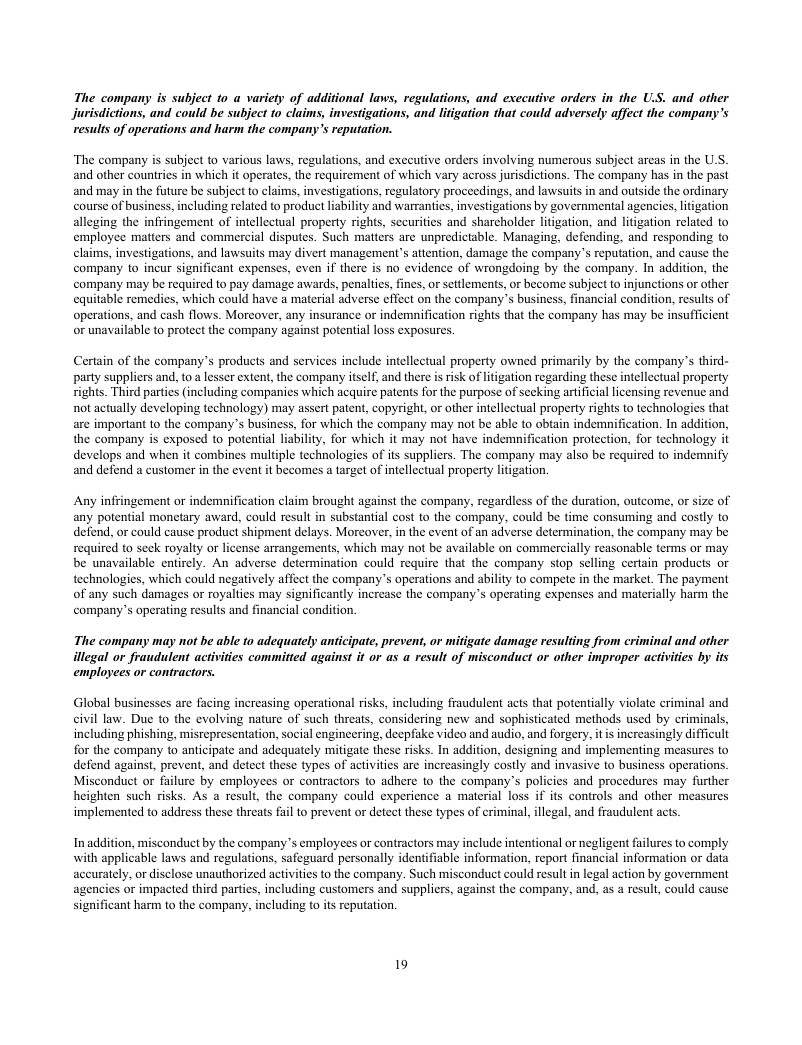 The company is subject to a variety of additional laws, regulations, and executive orders in the U.S. and other
jurisdictions, and could be subject to claims, investigations, and litigation that could adversely affect the company’s
results of operations and harm the company’s reputation.
The company is subject to various laws, regulations, and executive orders involving numerous subject areas in the U.S.
and other countries in which it operates, the requirement of which vary across jurisdictions. The company has in the past
and may in the future be subject to claims, investigations, regulatory proceedings, and lawsuits in and outside the ordinary
course of business, including related to product liability and warranties, investigations by governmental agencies, litigation
alleging the infringement of intellectual property rights, securities and shareholder litigation, and litigation related to
employee matters and commercial disputes. Such matters are unpredictable. Managing, defending, and responding to
claims, investigations, and lawsuits may divert management’s attention, damage the company’s reputation, and cause the
company to incur significant expenses, even if there is no evidence of wrongdoing by the company. In addition, the
company may be required to pay damage awards, penalties, fines, or settlements, or become subject to injunctions or other
equitable remedies, which could have a material adverse effect on the company’s business, financial condition, results of
operations, and cash flows. Moreover, any insurance or indemnification rights that the company has may be insufficient
or unavailable to protect the company against potential loss exposures.
Certain of the company’s products and services include intellectual property owned primarily by the company’s third-
party suppliers and, to a lesser extent, the company itself, and there is risk of litigation regarding these intellectual property
rights. Third parties (including companies which acquire patents for the purpose of seeking artificial licensing revenue and
not actually developing technology) may assert patent, copyright, or other intellectual property rights to technologies that
are important to the company’s business, for which the company may not be able to obtain indemnification. In addition,
the company is exposed to potential liability, for which it may not have indemnification protection, for technology it
develops and when it combines multiple technologies of its suppliers. The company may also be required to indemnify
and defend a customer in the event it becomes a target of intellectual property litigation.
Any infringement or indemnification claim brought against the company, regardless of the duration, outcome, or size of
any potential monetary award, could result in substantial cost to the company, could be time consuming and costly to
defend, or could cause product shipment delays. Moreover, in the event of an adverse determination, the company may be
required to seek royalty or license arrangements, which may not be available on commercially reasonable terms or may
be unavailable entirely. An adverse determination could require that the company stop selling certain products or
technologies, which could negatively affect the company’s operations and ability to compete in the market. The payment
of any such damages or royalties may significantly increase the company’s operating expenses and materially harm the
company’s operating results and financial condition.
The company may not be able to adequately anticipate, prevent, or mitigate damage resulting from criminal and other
illegal or fraudulent activities committed against it or as a result of misconduct or other improper activities by its
employees or contractors.
Global businesses are facing increasing operational risks, including fraudulent acts that potentially violate criminal and
civil law. Due to the evolving nature of such threats, considering new and sophisticated methods used by criminals,
including phishing, misrepresentation, social engineering, deepfake video and audio, and forgery, it is increasingly difficult
for the company to anticipate and adequately mitigate these risks. In addition, designing and implementing measures to
defend against, prevent, and detect these types of activities are increasingly costly and invasive to business operations.
Misconduct or failure by employees or contractors to adhere to the company’s policies and procedures may further
heighten such risks. As a result, the company could experience a material loss if its controls and other measures
implemented to address these threats fail to prevent or detect these types of criminal, illegal, and fraudulent acts.
In addition, misconduct by the company’s employees or contractors may include intentional or negligent failures to comply
with applicable laws and regulations, safeguard personally identifiable information, report financial information or data
accurately, or disclose unauthorized activities to the company. Such misconduct could result in legal action by government
agencies or impacted third parties, including customers and suppliers, against the company, and, as a result, could cause
significant harm to the company, including to its reputation.
19